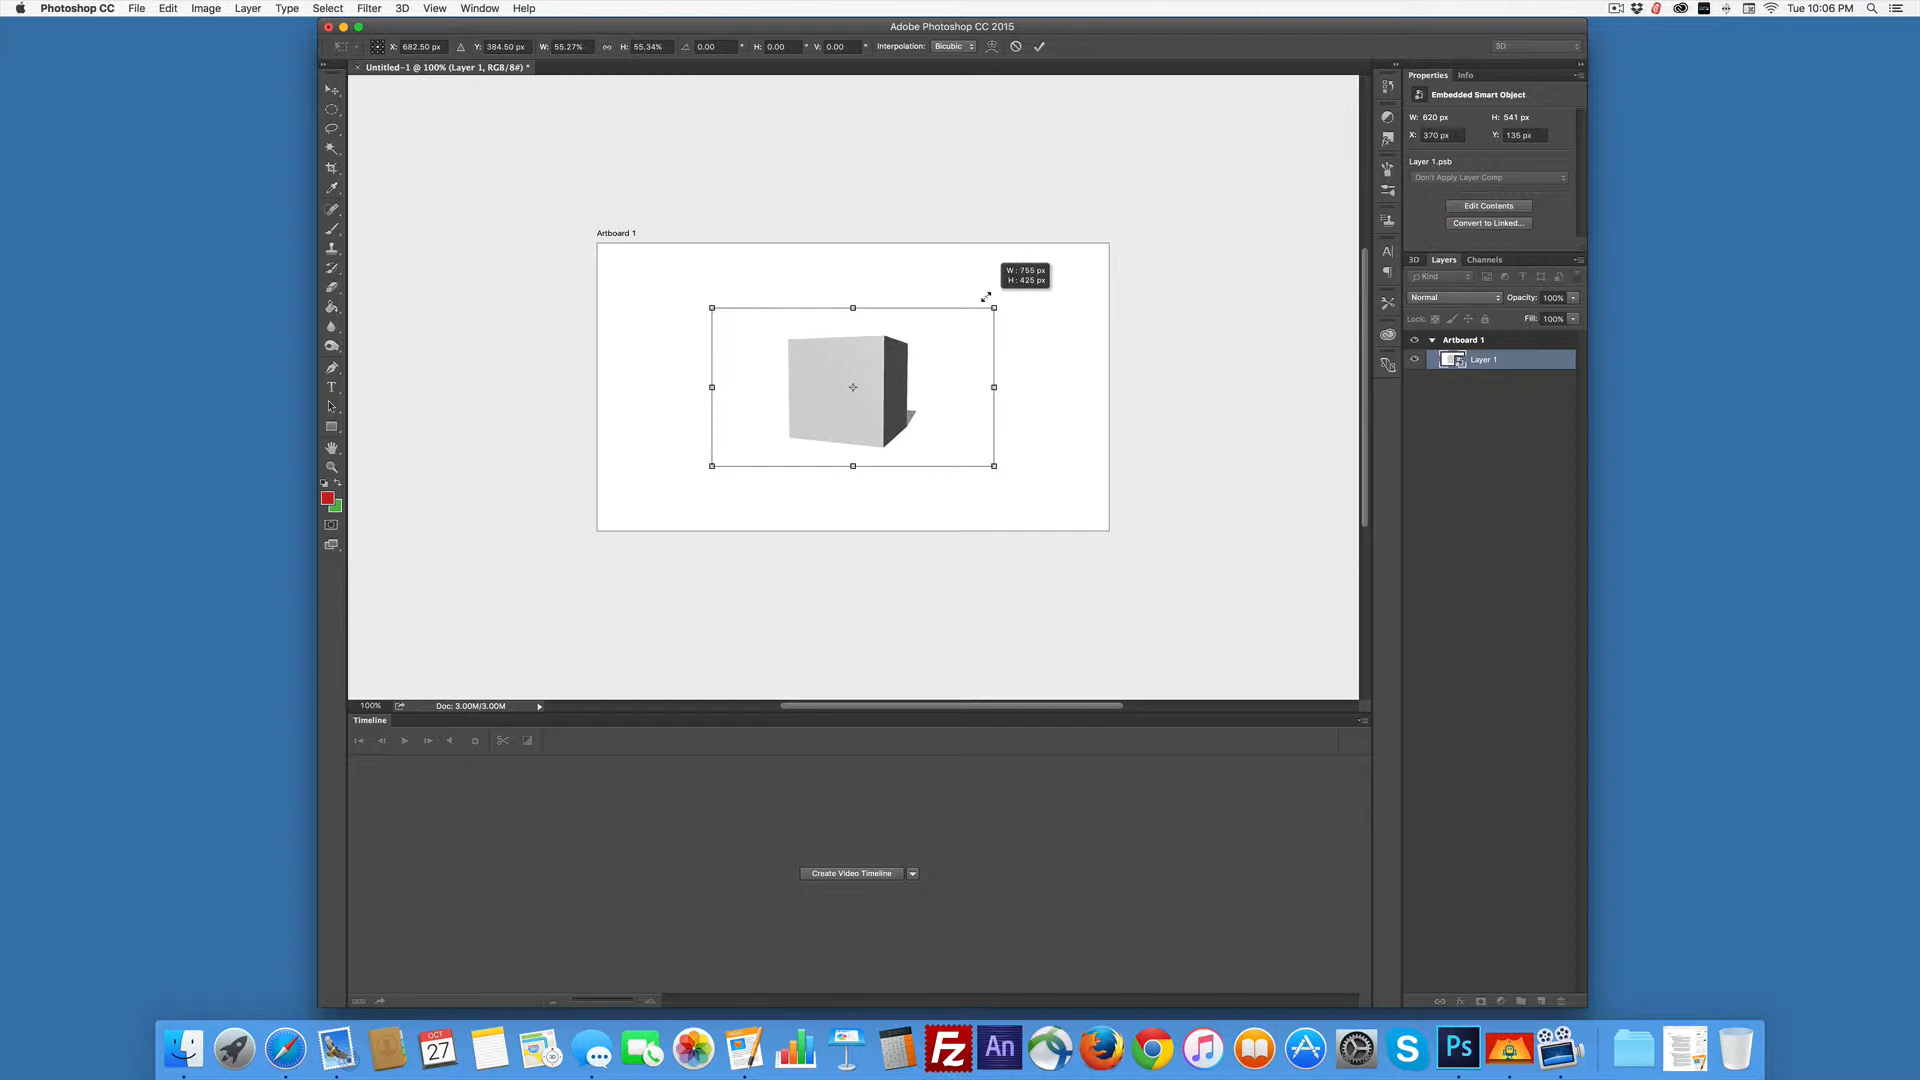 Photoshop CC File Edit Image Layer Type Select Filter 3D View Window Help Tue 10:06 PM
Adobe Photoshop CC 2015
X: 682.50 px Y: 384.50 px W: 55.27% H: 55.34% 0.00 ° H: 0.00 ° V: 0.00 ° Interpolation: Bicubic 3D
× Untitled-1 @ 100% (Layer 1, RGB/8#) *
Properties Info
Embedded Smart Object
W: 620 px H: 541 px
X: 370 px Y: 135 px
Layer 1.psb
Don't Apply Layer Comp
Edit Contents
Convert to Linked...
Artboard 1
W : 755 px
H : 425 px
3D Layers Channels
Kind
Normal Opacity: 100%
Lock: Fill: 100%
Artboard 1
Layer 1
100% Doc: 3.00M/3.00M
Timeline
Create Video Timeline
OCT
27
Fz An S Ps